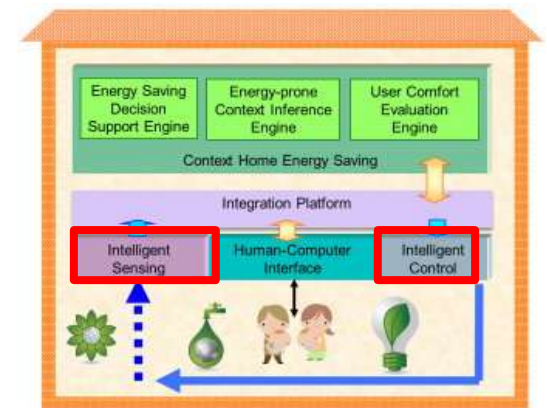 Energy Saving
Decision
Support Engine
Energy-prone
Context Inference
Engine
User Comfort
Evaluation
Engine
Context Home Energy Saving
Integration Platform
Intelligent
Sensing
Human-Computer
Interface
Intelligent
Control